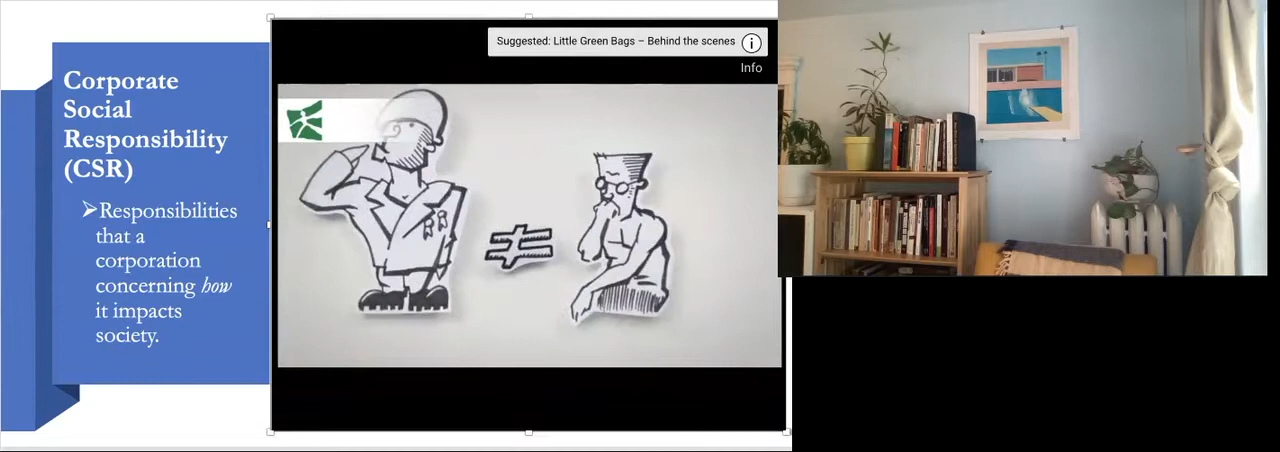 Corporate
Social
Responsibility
(CSR)
➢Responsibilities
that a
corporation
concerning how
it impacts
society.
Suggested: Little Green Bags – Behind the scenes
Info